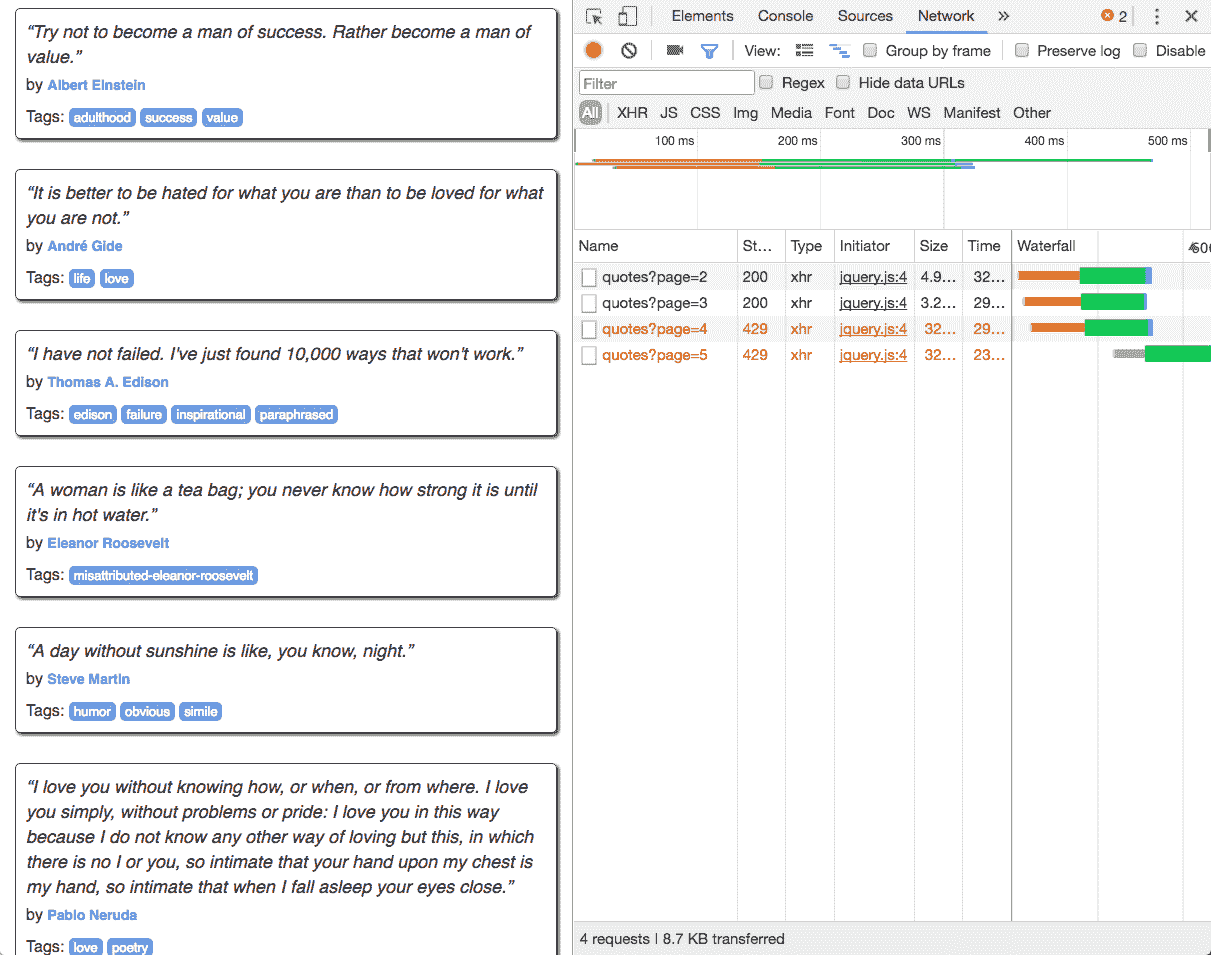 “Try not to become a man of success. Rather become a man of
value.”
by Albert Einstein
Tags: adulthood success value
“It is better to be hated for what you are than to be loved for what
you are not.”
by André Gide
Tags: life love
“I have not failed. I've just found 10,000 ways that won't work.”
by Thomas A. Edison
Tags: edison failure inspirational paraphrased
“A woman is like a tea bag; you never know how strong it is until
it's in hot water.”
by Eleanor Roosevelt
Tags: misattributed-eleanor-roosevelt
“A day without sunshine is like, you know, night.”
by Steve Martin
Tags: humor obvious simile
“I love you without knowing how, or when, or from where. I love
you simply, without problems or pride: I love you in this way
because I do not know any other way of loving but this, in which
there is no I or you, so intimate that your hand upon my chest is
my hand, so intimate that when I fall asleep your eyes close.”
by Pablo Neruda
Tags: love poetry
Elements Console Sources Network » 2
View: Group by frame Preserve log Disable
Filter Regex Hide data URLs
All XHR JS CSS Img Media Font Doc WS Manifest Other
100 ms 200 ms 300 ms 400 ms 500 ms
Name St… Type Initiator Size Time Waterfall
quotes?page=2 200 xhr jquery.js:4 4.9… 32…
quotes?page=3 200 xhr jquery.js:4 3.2… 29…
quotes?page=4 429 xhr jquery.js:4 32… 29…
quotes?page=5 429 xhr jquery.js:4 32… 23…
4 requests | 8.7 KB transferred